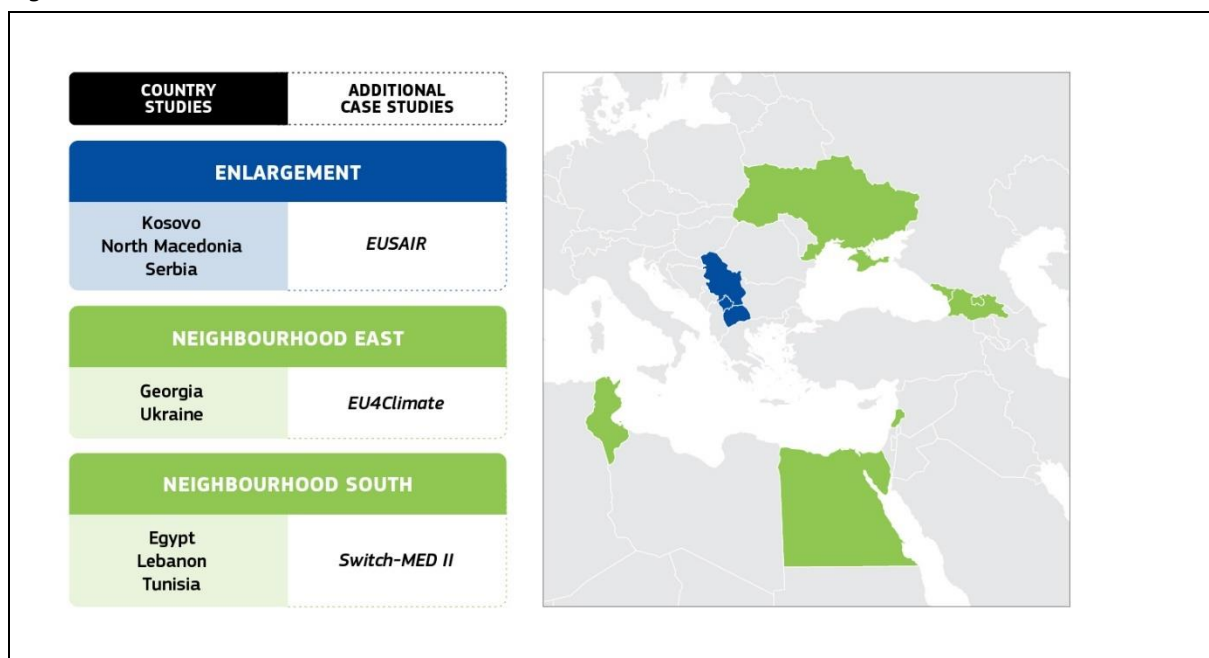 COUNTRY
STUDIES
ADDITIONAL
CASE STUDIES
ENLARGEMENT
Kosovo
North Macedonia
Serbia
EUSAIR
NEIGHBOURHOOD EAST
Georgia
Ukraine
EU4Climate
NEIGHBOURHOOD SOUTH
Egypt
Lebanon
Tunisia
Switch-MED II